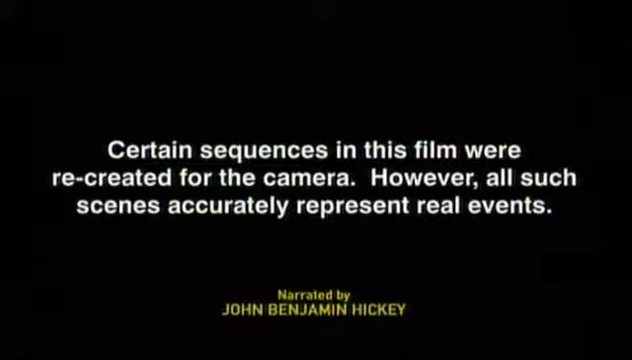 Certain sequences in this film were
re-created for the camera.  However, all such
scenes accurately represent real events.
Narrated by
JOHN BENJAMIN HICKEY